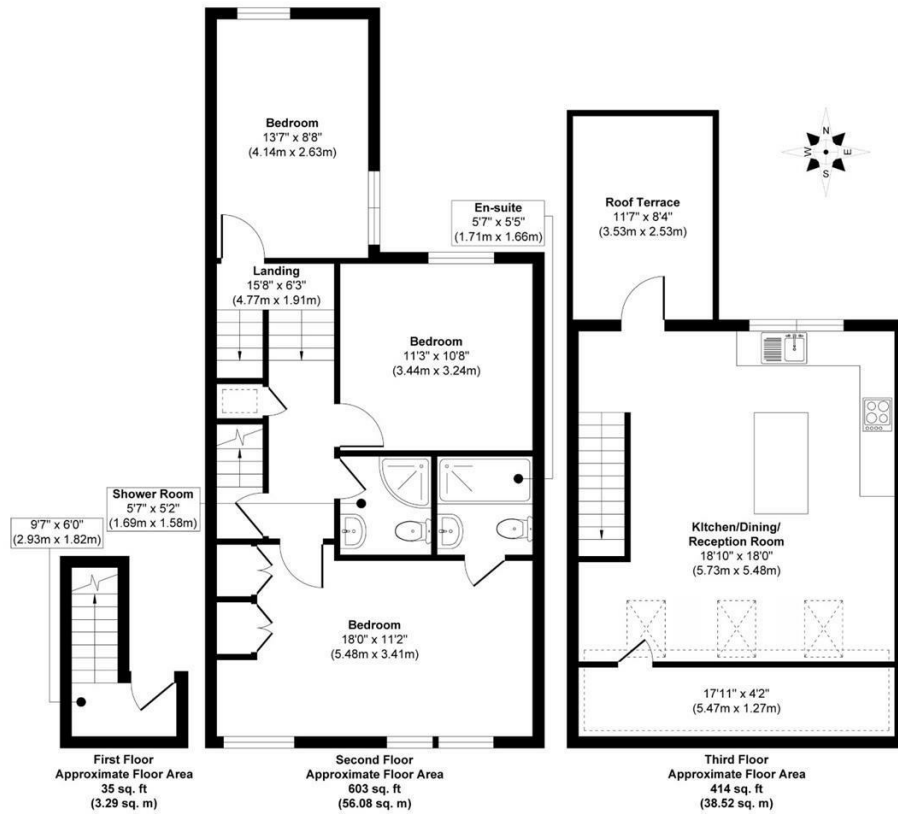 Bedroom
13'7" x 8'8"
(4.14m x 2.63m)
En-suite
5'7" x 5'5"
(1.71m x 1.66m)
Landing
15'8" x 6'3"
(4.77m x 1.91m)
Bedroom
11'3" x 10'8"
(3.44m x 3.24m)
Shower Room
5'7" x 5'2"
(1.69m x 1.58m)
9'7" x 6'0"
(2.93m x 1.82m)
Bedroom
18'0" x 11'2"
(5.48m x 3.41m)
Roof Terrace
11'7" x 8'4"
(3.53m x 2.53m)
N
W
E
S
Kitchen/Dining/
Reception Room
18'10" x 18'0"
(5.73m x 5.48m)
17'11" x 4'2"
(5.47m x 1.27m)
First Floor
Approximate Floor Area
35 sq. ft
(3.29 sq. m)
Second Floor
Approximate Floor Area
603 sq. ft
(56.08 sq. m)
Third Floor
Approximate Floor Area
414 sq. ft
(38.52 sq. m)